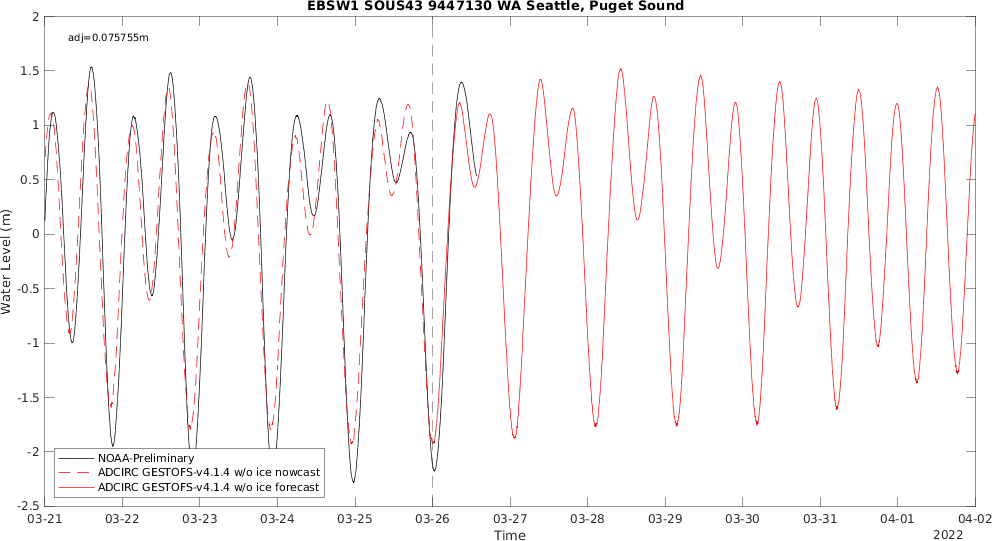 EBSW1 SOUS43 9447130 WA Seattle, Puget Sound
adj=0.075755m
2
1.5
1
0.5
0
-0.5
-1
-1.5
-2
-2.5
Water Level (m)
NOAA-Preliminary
ADCIRC GESTOFS-v4.1.4 w/o ice nowcast
ADCIRC GESTOFS-v4.1.4 w/o ice forecast
03-21 03-22 03-23 03-24 03-25 03-26 03-27 03-28 03-29 03-30 03-31 04-01 04-02
Time
2022